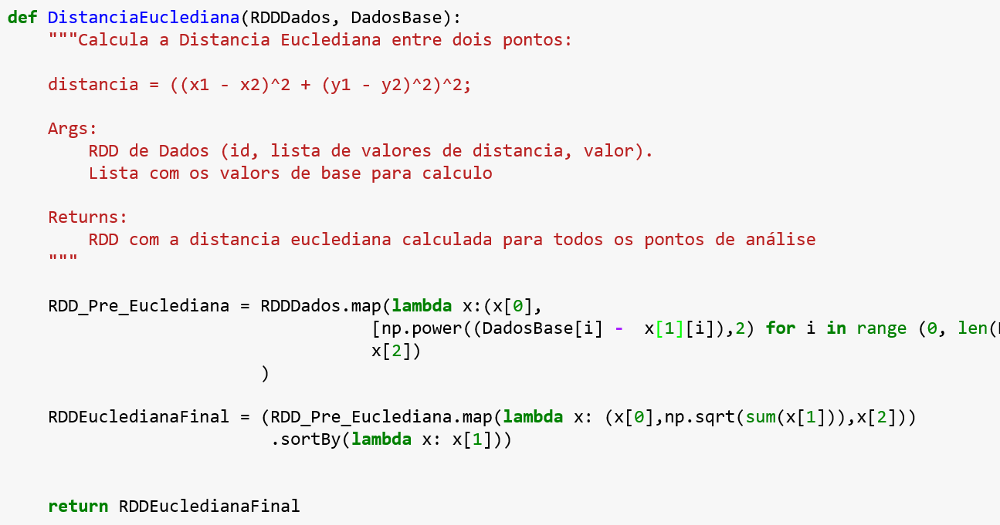 def DistanciaEuclediana(RDDDados, DadosBase):
"""Calcula a Distancia Euclediana entre dois pontos:
distancia = ((x1 - x2)^2 + (y1 - y2)^2)^2;
Args:
RDD de Dados (id, lista de valores de distancia, valor).
Lista com os valors de base para calculo
Returns:
RDD com a distancia euclediana calculada para todos os pontos de análise
"""
RDD_Pre_Euclediana = RDDDados.map(lambda x:(x[0],
[np.power((DadosBase[i] -  x[1][i]),2) for i in range (0, len(
x[2])
)
RDDEucledianaFinal = (RDD_Pre_Euclediana.map(lambda x: (x[0],np.sqrt(sum(x[1])),x[2]))
.sortBy(lambda x: x[1]))
return RDDEucledianaFinal